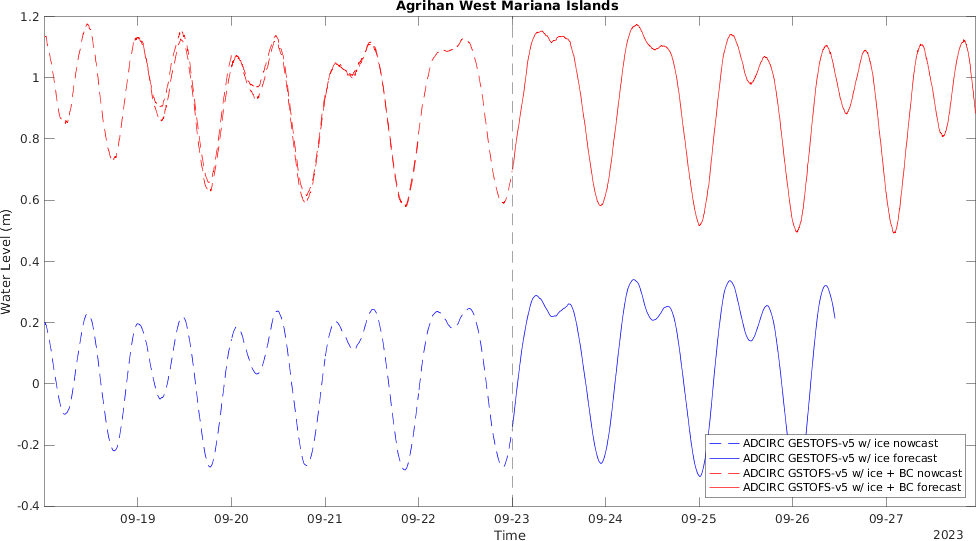 Agrihan West Mariana Islands
1.2
1
0.8
0.6
0.4
0.2
0
-0.2
-0.4
Water Level (m)
ADCIRC GESTOFS-v5 w/ ice nowcast
ADCIRC GESTOFS-v5 w/ ice forecast
ADCIRC GSTOFS-v5 w/ ice + BC nowcast
ADCIRC GSTOFS-v5 w/ ice + BC forecast
09-19 09-20 09-21 09-22 09-23 09-24 09-25 09-26 09-27
Time
2023